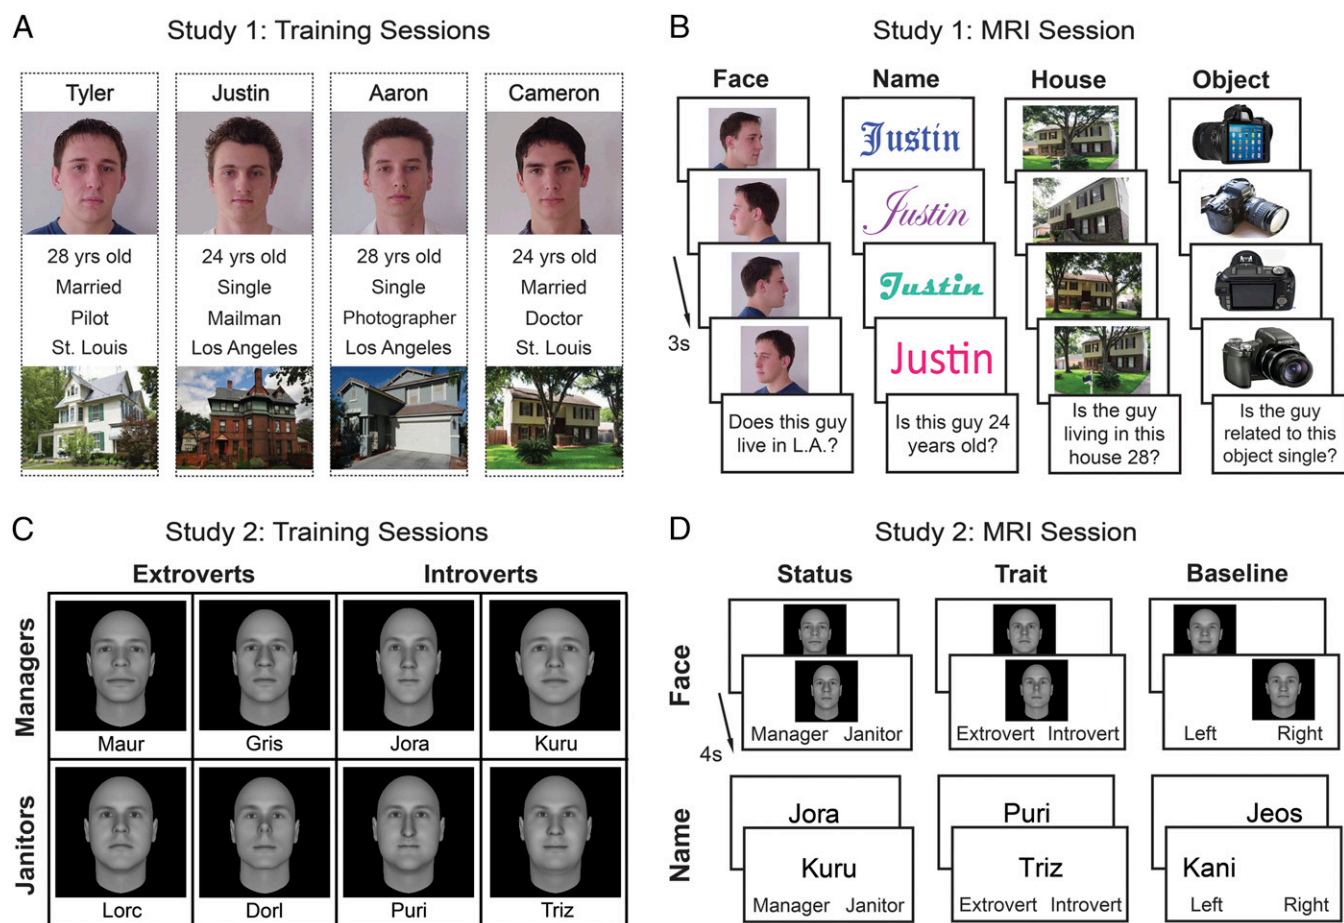 A
Study 1: Training Sessions
Tyler
Justin
Aaron
Cameron
28 yrs old
Married
Pilot
St. Louis
24 yrs old
Single
Mailman
Los Angeles
28 yrs old
Single
Photographer
Los Angeles
24 yrs old
Married
Doctor
St. Louis
B
Study 1: MRI Session
Face
Name
House
Object
3s
Does this guy
live in L.A.?
Justin
Justin
Justin
Justin
Is this guy 24
years old?
Is the guy
living in this
house 28?
Is the guy
related to this
object single?
C
Study 2: Training Sessions
Extroverts
Introverts
Managers
Maur
Gris
Jora
Kuru
Janitors
Lorc
Dorl
Puri
Triz
D
Study 2: MRI Session
Status
Trait
Baseline
Face
Manager Janitor
Extrovert Introvert
Left Right
4s
Name
Jora
Kuru
Manager Janitor
Puri
Triz
Extrovert Introvert
Jeos
Kani
Left Right